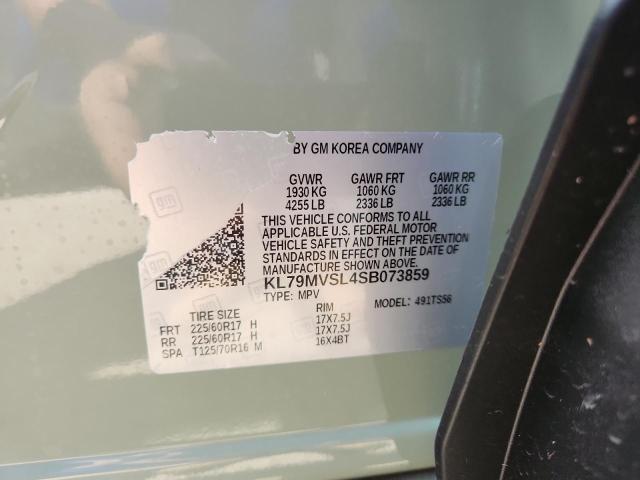 BY GM KOREA COMPANY
GVWR GAWR FRT GAWR RR
1930 KG 1060 KG 1060 KG
4255 LB 2336 LB 2336 LB
THIS VEHICLE CONFORMS TO ALL
APPLICABLE U.S. FEDERAL MOTOR
VEHICLE SAFETY AND THEFT PREVENTION
STANDARDS IN EFFECT ON THE DATE OF
MANUFACTURE SHOWN ABOVE.
KL79MVSL4SB073859
TYPE: MPV MODEL: 491TS56
TIRE SIZE RIM
FRT 225/60R17 H 17X7.5J
RR 225/60R17 H 17X7.5J
SPA T125/70R16 M 16X4BT
gm